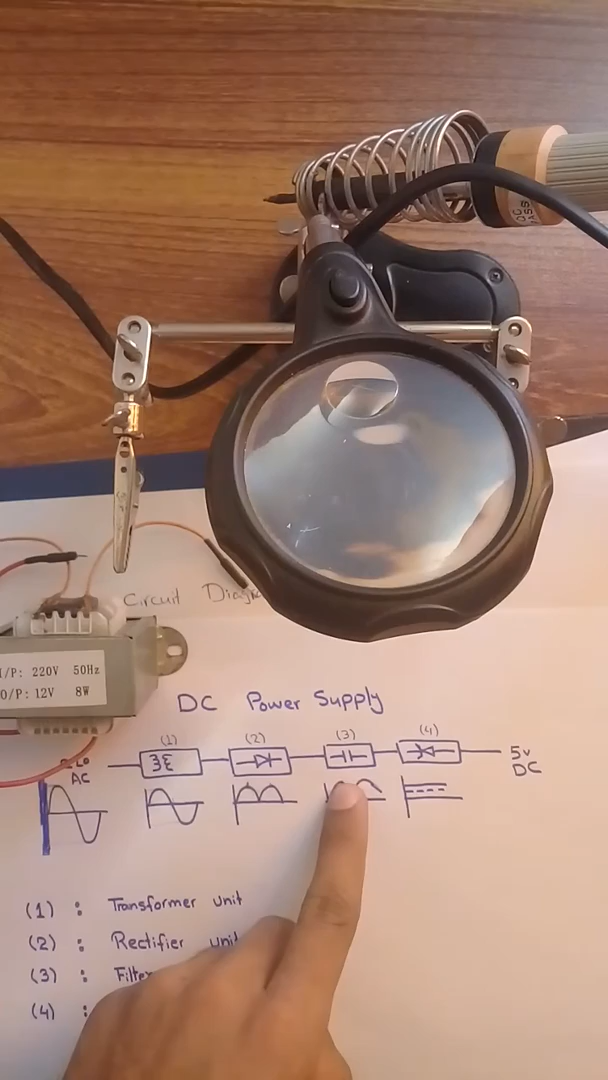 Circuit
I/P: 220V 50Hz
O/P: 12V 8W
DC Power Supply
(1) (2) (3) (4)
AC
5v
DC
(1) : Transformer unit
(2) : Rectifier unit
(3) :
(4) :